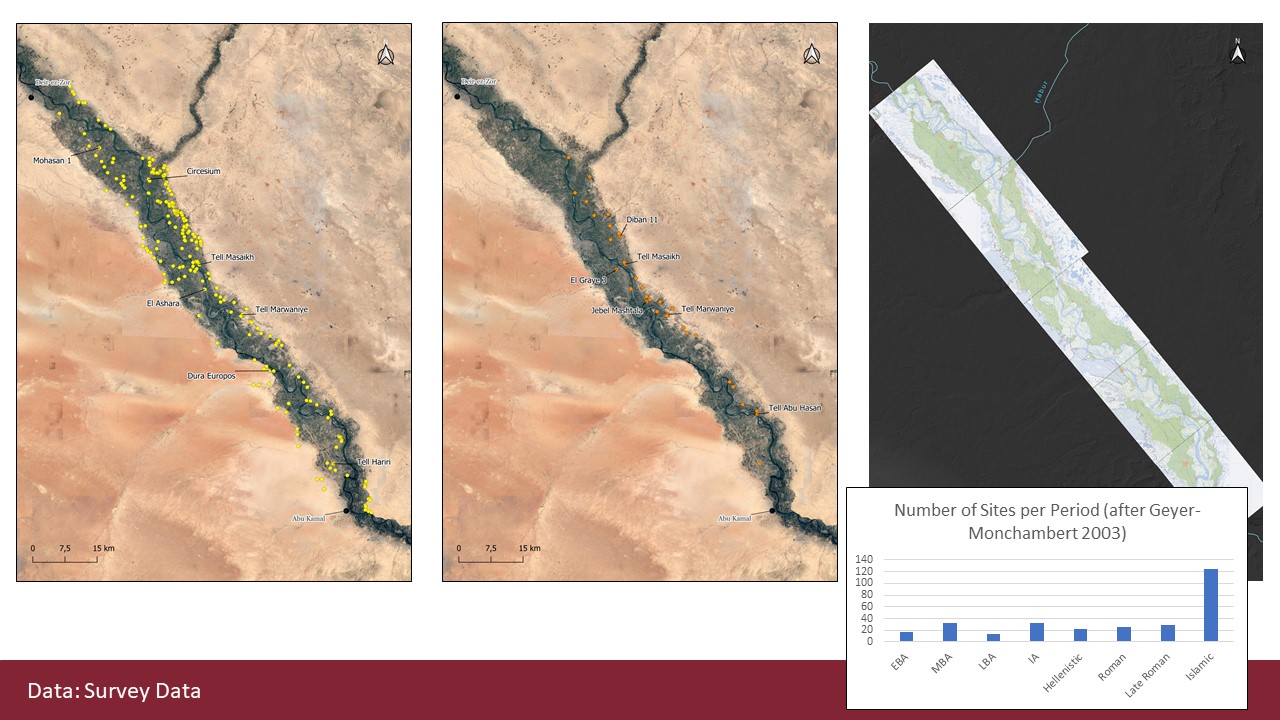 Deir ez-Zor
Mohasan 1
Circesium
Tell Masaikh
El Ashara
Tell Marwaniye
Dura Europos
Tell Hariri
Abu Kamal
0 7,5 15 km
Deir ez-Zor
Diban 11
Tell Masaikh
El Graye 3
Jebel Mashtala
Tell Marwaniye
Tell Abu Hasan
Abu Kamal
0 7,5 15 km
N
Habur
Number of Sites per Period (after Geyer-
Monchambert 2003)
140
120
100
80
60
40
20
0
EBA
MBA
LBA
IA
Hellenistic
Roman
Late Roman
Islamic
Data: Survey Data